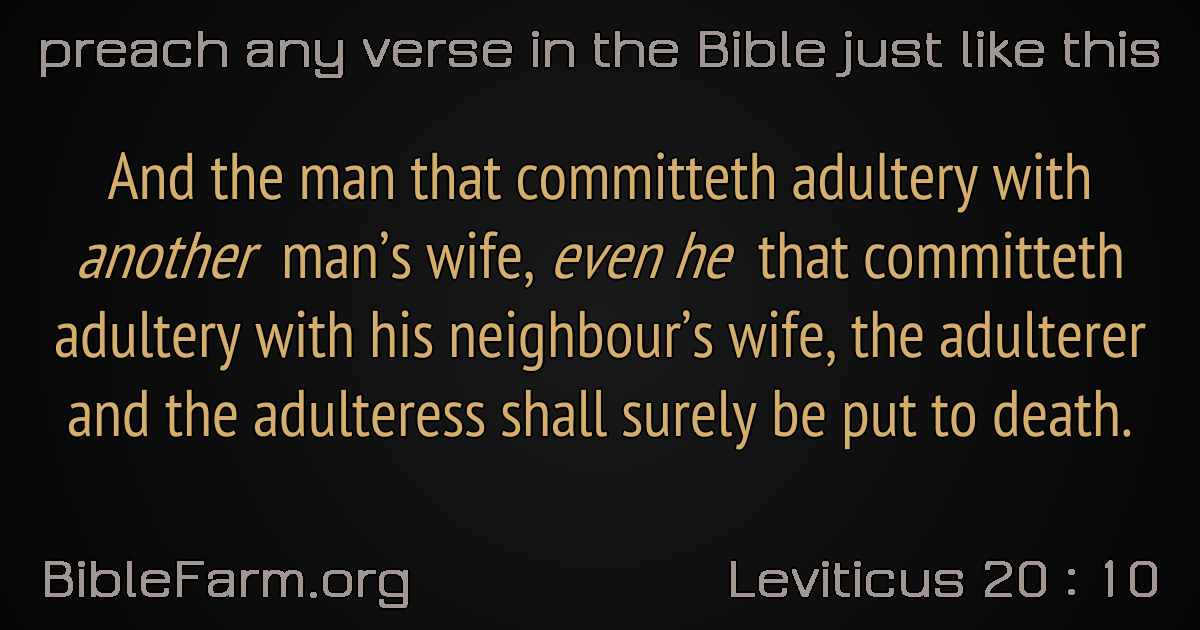 preach any verse in the Bible just like this
And the man that committeth adultery with
another man’s wife, even he that committeth
adultery with his neighbour’s wife, the adulterer
and the adulteress shall surely be put to death.
BibleFarm.org
Leviticus 20 : 10